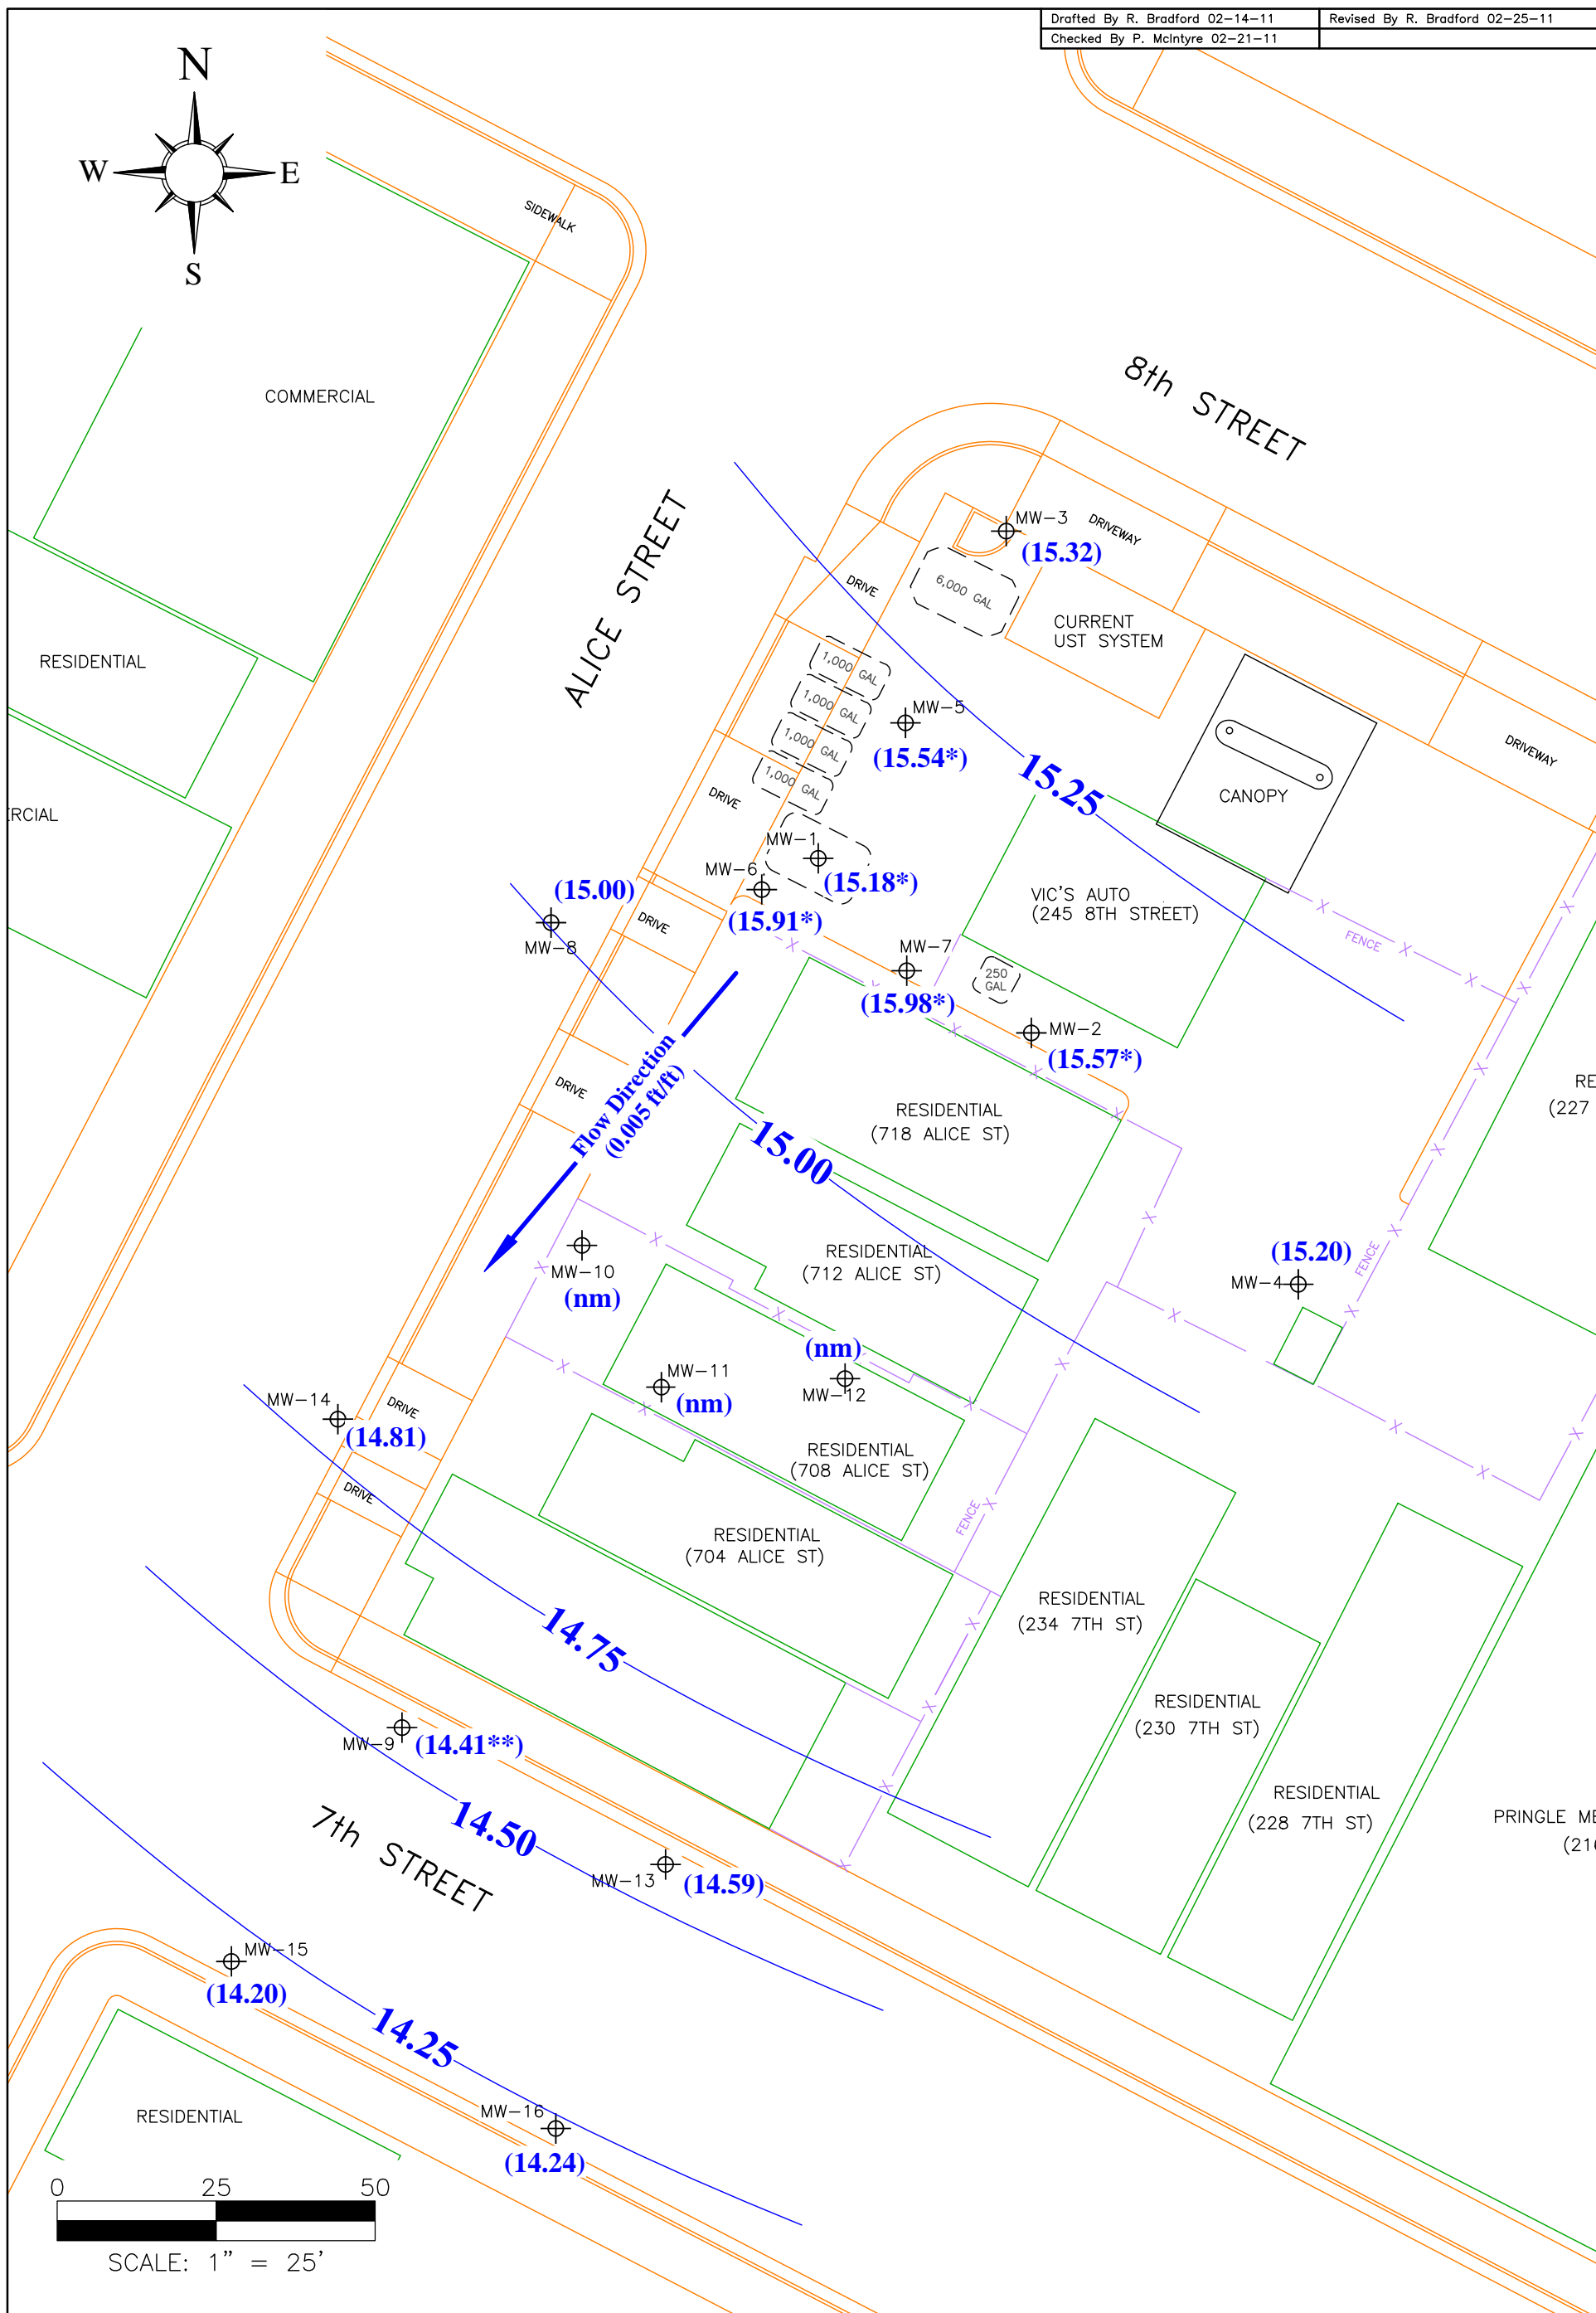 Drafted By R. Bradford 02-14-11
Revised By R. Bradford 02-25-11
Checked By P. McIntyre 02-21-11
N
W
E
S
SIDEWALK
COMMERCIAL
8th STREET
ALICE STREET
MW-3
(15.32)
DRIVEWAY
DRIVE
6,000 GAL
CURRENT
UST SYSTEM
RESIDENTIAL
1,000 GAL
1,000 GAL
1,000 GAL
1,000 GAL
MW-5
(15.54*)
15.25
DRIVEWAY
CANOPY
RCIAL
DRIVE
MW-1
(15.18*)
MW-6
(15.91*)
(15.00)
MW-8
DRIVE
VIC'S AUTO
(245 8TH STREET)
FENCE
MW-7
(15.98*)
250
GAL
MW-2
(15.57*)
Flow Direction
(0.005 ft/ft)
DRIVE
RE
(227
RESIDENTIAL
(718 ALICE ST)
15.00
MW-10
(nm)
RESIDENTIAL
(712 ALICE ST)
(15.20)
MW-4
FENCE
(nm)
MW-12
MW-11
(nm)
MW-14
(14.81)
DRIVE
RESIDENTIAL
(708 ALICE ST)
DRIVE
FENCE
RESIDENTIAL
(704 ALICE ST)
14.75
RESIDENTIAL
(234 7TH ST)
RESIDENTIAL
(230 7TH ST)
MW-9
(14.41**)
RESIDENTIAL
(228 7TH ST)
PRINGLE ME
(210
14.50
7th STREET
MW-13
(14.59)
MW-15
(14.20)
14.25
MW-16
(14.24)
RESIDENTIAL
0 25 50
SCALE: 1" = 25'